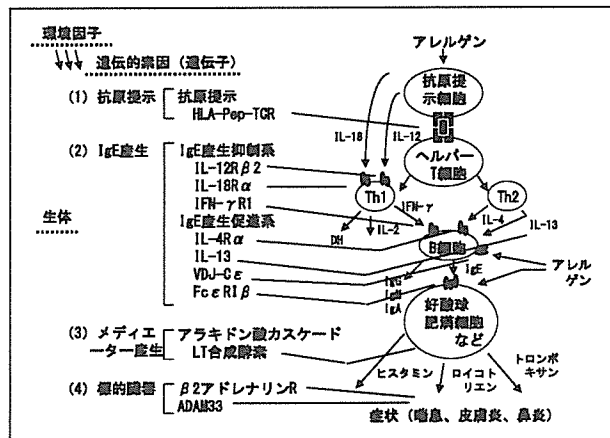 環境因子
遺伝的素因（遺伝子）
(1) 抗原提示
抗原提示
HLA-Pep-TCR
(2) IgE産生
IgE産生抑制系
IL-12Rβ2
IL-18Rα
IFN-γR1
IgE産生促進系
IL-4Rα
IL-13
VDJ-Cε
FcεRIβ
生体
(3) メディエ
ーター産生
アラキドン酸カスケード
LT合成酵素
(4) 標的臓器
β2アドレナリンR
ADAM33
アレルゲン
抗原提
示細胞
IL-18
IL-12
ヘルパー
T細胞
Th1
Th2
IFN-γ
IL-4
IL-13
DH
IL-2
B細胞
IgG
IgM
IgA
IgE
アレル
ゲン
好酸球
肥満細胞
など
ヒスタミン
ロイコト
リエン
トロンボ
キサン
症状（喘息、皮膚炎、鼻炎）